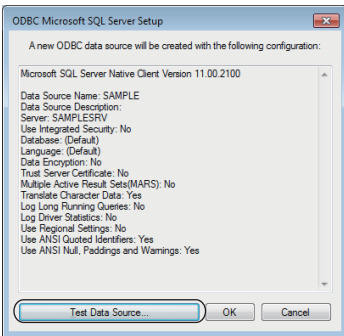 ODBC Microsoft SQL Server Setup
A new ODBC data source will be created with the following configuration:
Microsoft SQL Server Native Client Version 11.00.2100
Data Source Name: SAMPLE
Data Source Description:
Server: SAMPLESRV
Use Integrated Security: No
Database: (Default)
Language: (Default)
Data Encryption: No
Trust Server Certificate: No
Multiple Active Result Sets(MARS): No
Translate Character Data: Yes
Log Long Running Queries: No
Log Driver Statistics: No
Use Regional Settings: No
Use ANSI Quoted Identifiers: Yes
Use ANSI Null, Paddings and Warnings: Yes
Test Data Source... OK Cancel